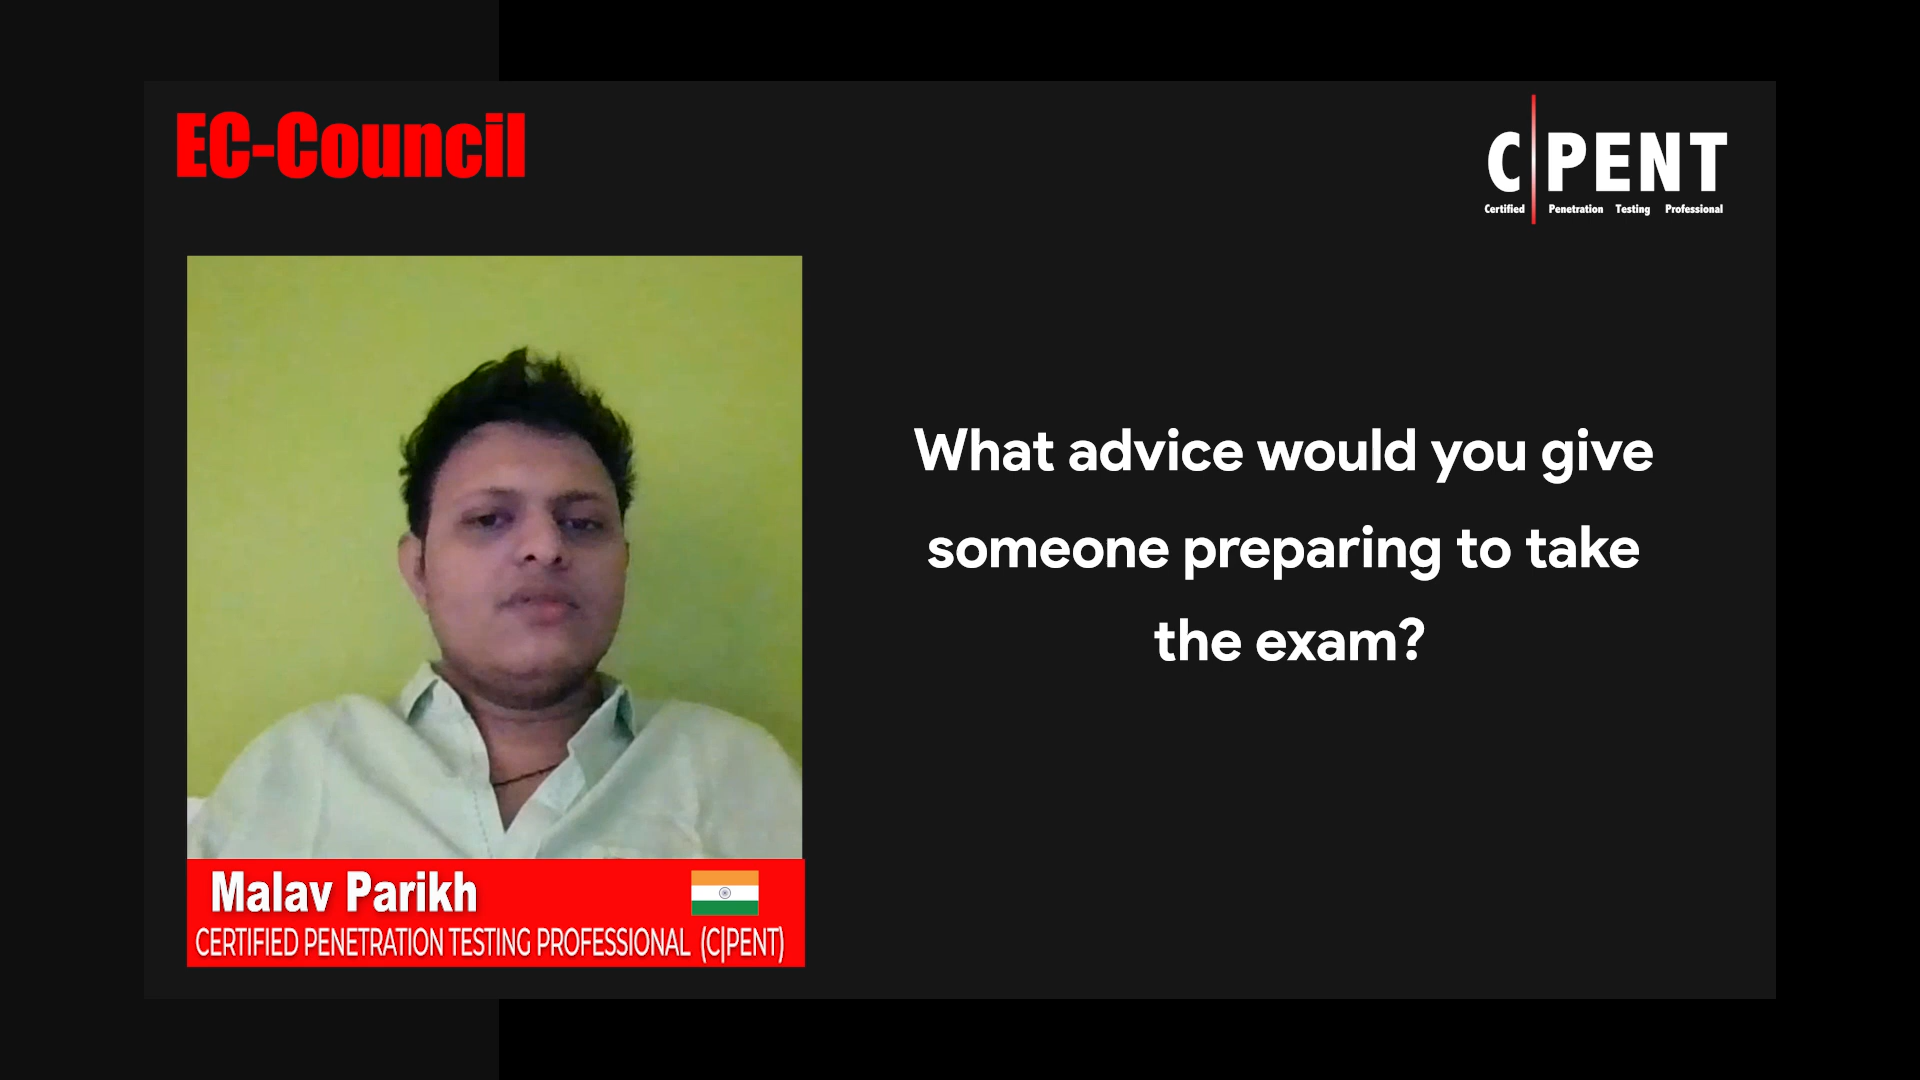 EC-Council
C|PENT
Certified Penetration Testing Professional
What advice would you give
someone preparing to take
the exam?
Malav Parikh
CERTIFIED PENETRATION TESTING PROFESSIONAL (C|PENT)